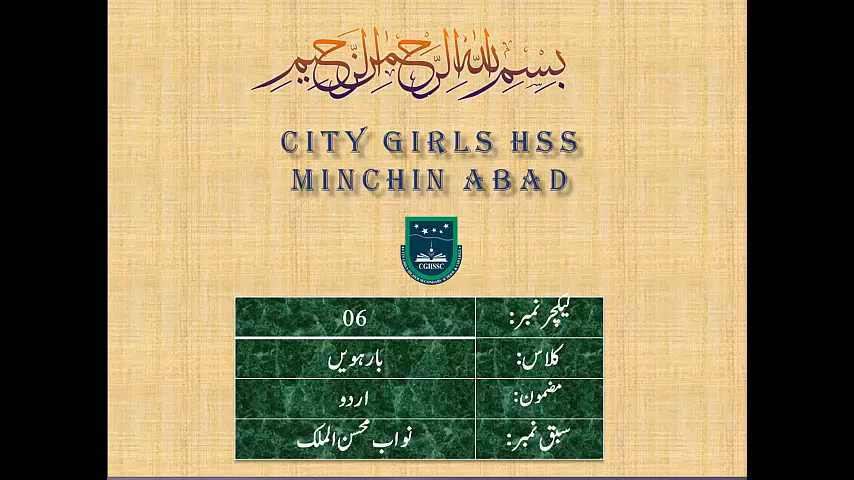 بسم اللہ الرحمن الرحیم
CITY GIRLS HSS
MINCHIN ABAD
CGHSSC
لیکچر نمبر: 06
کلاس: بارہویں
مضمون: اردو
سبق نمبر: نواب محسن الملک